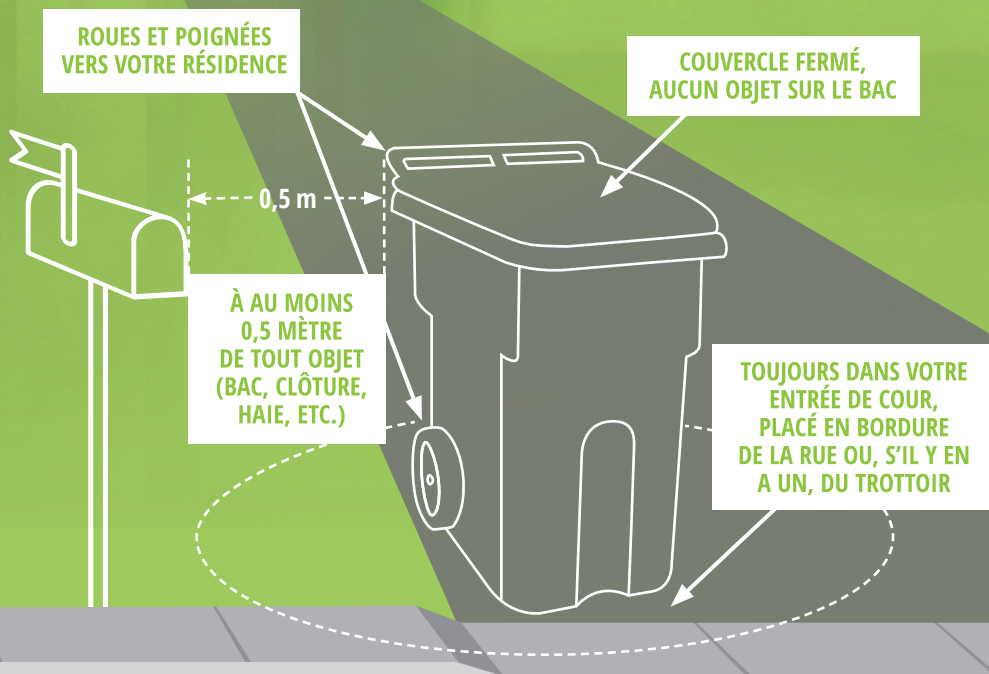 ROUES ET POIGNÉES
VERS VOTRE RÉSIDENCE
COUVERCLE FERMÉ,
AUCUN OBJET SUR LE BAC
0,5 m
À AU MOINS
0,5 MÈTRE
DE TOUT OBJET
(BAC, CLÔTURE,
HAIE, ETC.)
TOUJOURS DANS VOTRE
ENTRÉE DE COUR,
PLACÉ EN BORDURE
DE LA RUE OU, S’IL Y EN
A UN, DU TROTTOIR